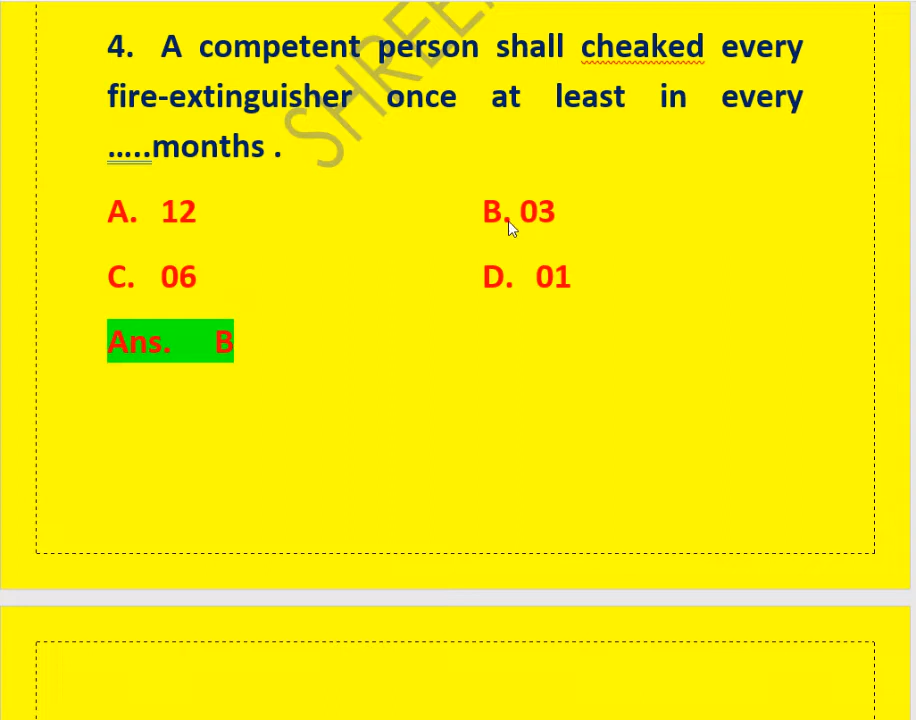 4. A competent person shall cheaked every
fire-extinguisher once at least in every
.....months .
A. 12 B. 03
C. 06 D. 01
Ans. B
SHREE